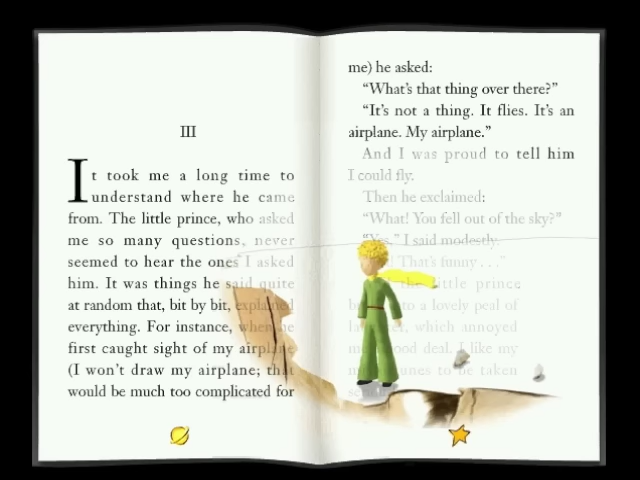 III
It took me a long time to
understand where he came
from. The little prince, who asked
me so many questions, never
seemed to hear the ones I asked
him. It was things he said quite
at random that, bit by bit, explained
everything. For instance, when he
first caught sight of my airplane
(I won't draw my airplane; that
would be much too complicated for
me) he asked:
“What's that thing over there?”
“It's not a thing. It flies. It's an
airplane. My airplane.”
And I was proud to tell him
I could fly.
Then he exclaimed:
“What! You fell out of the sky?”
“Yes,” I said modestly.
That's funny . . .”
the little prince
into a lovely peal of
which annoyed
good deal. I like my
to be taken